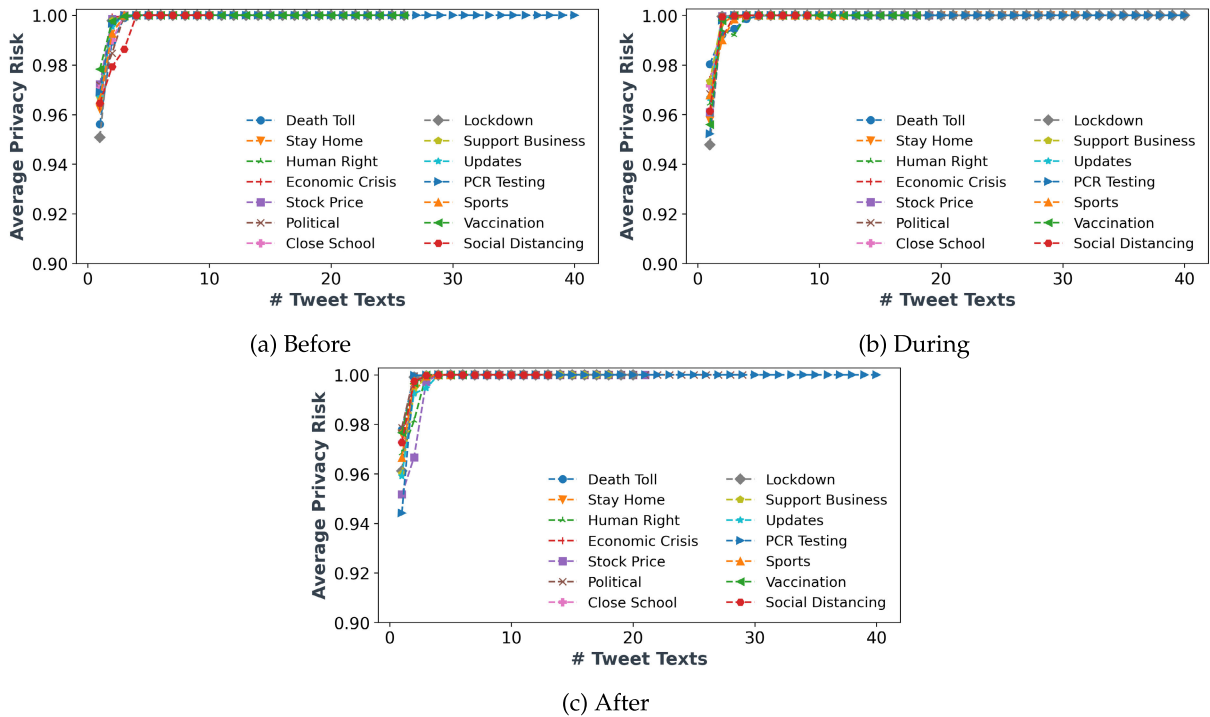 1.00
0.98
0.96
0.94
0.92
0.90
Average Privacy Risk
Death Toll
Stay Home
Human Right
Economic Crisis
Stock Price
Political
Close School
Lockdown
Support Business
Updates
PCR Testing
Sports
Vaccination
Social Distancing
0 10 20 30 40
# Tweet Texts
(a) Before
1.00
0.98
0.96
0.94
0.92
0.90
Average Privacy Risk
Death Toll
Stay Home
Human Right
Economic Crisis
Stock Price
Political
Close School
Lockdown
Support Business
Updates
PCR Testing
Sports
Vaccination
Social Distancing
0 10 20 30 40
# Tweet Texts
(b) During
1.00
0.98
0.96
0.94
0.92
0.90
Average Privacy Risk
Death Toll
Stay Home
Human Right
Economic Crisis
Stock Price
Political
Close School
Lockdown
Support Business
Updates
PCR Testing
Sports
Vaccination
Social Distancing
0 10 20 30 40
# Tweet Texts
(c) After